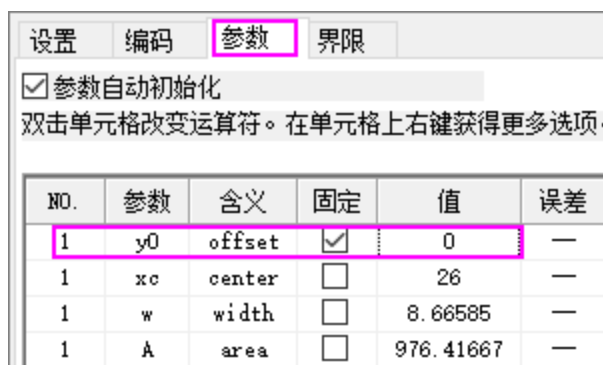 设置 编码 参数 界限
参数自动初始化
双击单元格改变运算符。在单元格上右键获得更多选项。
NO. 参数 含义 固定 值 误差
1 y0 offset 0 —
1 xc center 26 —
1 w width 8.66585 —
1 A area 976.41667 —